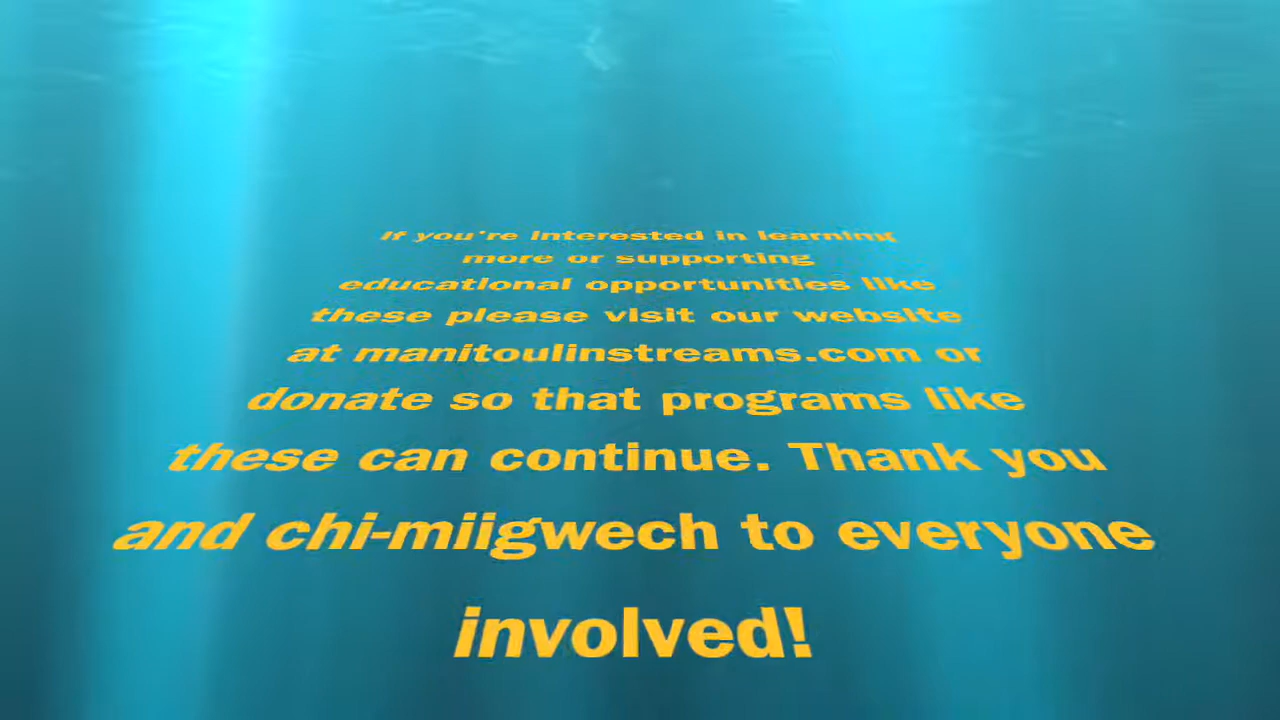 If you're interested in learning
more or supporting
educational opportunities like
these please visit our website
at manitoulinstreams.com or
donate so that programs like
these can continue. Thank you
and chi-miigwech to everyone
involved!